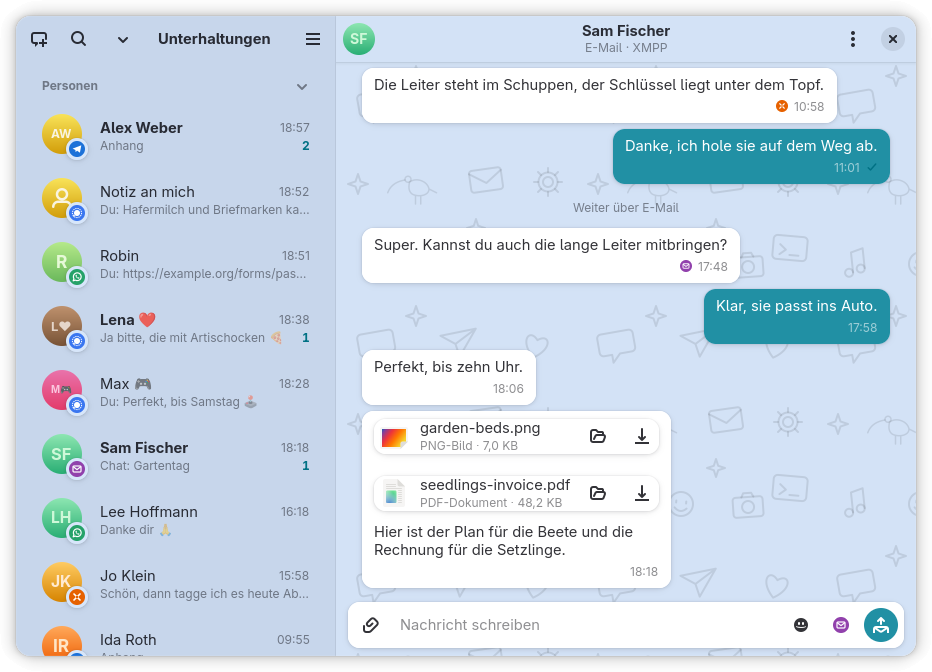 Unterhaltungen
Personen
AW
Alex Weber
18:57
Anhang
2
Notiz an mich
18:52
Du: Hafermilch und Briefmarken ka...
R
Robin
18:51
Du: https://example.org/forms/pas...
L❤
Lena ❤️
18:38
Ja bitte, die mit Artischocken 🍕
1
M🎮
Max 🎮
18:28
Du: Perfekt, bis Samstag 🕹️
SF
Sam Fischer
18:18
Chat: Gartentag
1
LH
Lee Hoffmann
16:18
Danke dir 🙏
JK
Jo Klein
15:58
Schön, dann tagge ich es heute Ab...
IR
Ida Roth
09:55
Anhang
SF
Sam Fischer
E-Mail · XMPP
Die Leiter steht im Schuppen, der Schlüssel liegt unter dem Topf.
10:58
Danke, ich hole sie auf dem Weg ab.
11:01
Weiter über E-Mail
Super. Kannst du auch die lange Leiter mitbringen?
17:48
Klar, sie passt ins Auto.
17:58
Perfekt, bis zehn Uhr.
18:06
garden-beds.png
PNG-Bild · 7,0 KB
seedlings-invoice.pdf
PDF-Dokument · 48,2 KB
Hier ist der Plan für die Beete und die
Rechnung für die Setzlinge.
18:18
Nachricht schreiben